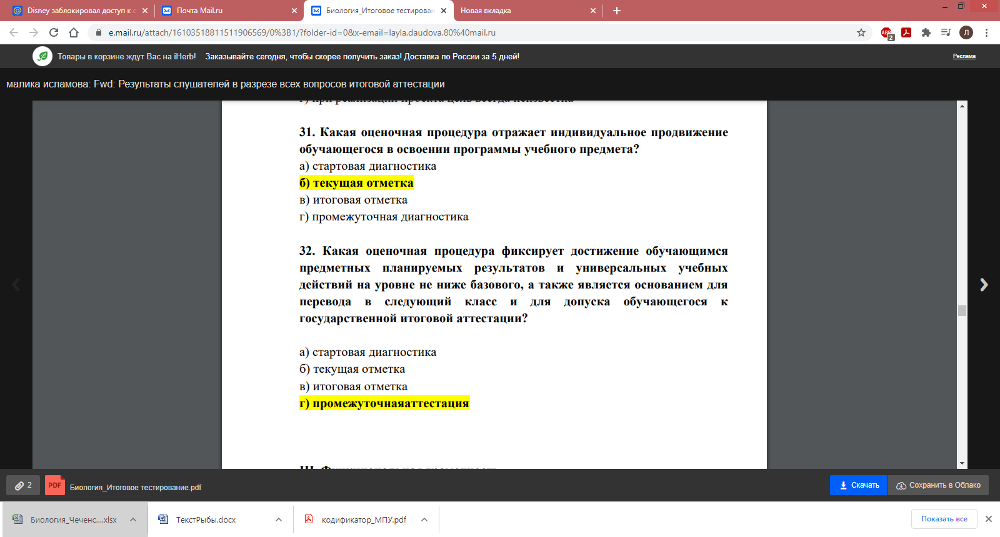 Disney заблокировал доступ к с
Почта Mail.ru
Биология_Итоговое тестирован
Новая вкладка
e.mail.ru/attach/16103518811511906569/0%3B1/?folder-id=0&x-email=layla.daudova.80%40mail.ru
ABP
2
Л
Товары в корзине ждут Вас на iHerb! Заказывайте сегодня, чтобы скорее получить заказ! Доставка по России за 5 дней!
Реклама
малика исламова: Fwd: Результаты слушателей в разрезе всех вопросов итоговой аттестации
31. Какая оценочная процедура отражает индивидуальное продвижение
обучающегося в освоении программы учебного предмета?
а) стартовая диагностика
б) текущая отметка
в) итоговая отметка
г) промежуточная диагностика
32. Какая оценочная процедура фиксирует достижение обучающимся
предметных планируемых результатов и универсальных учебных
действий на уровне не ниже базового, а также является основанием для
перевода в следующий класс и для допуска обучающегося к
государственной итоговой аттестации?
а) стартовая диагностика
б) текущая отметка
в) итоговая отметка
г) промежуточнаяаттестация
2
PDF
Биология_Итоговое тестирование.pdf
Скачать
Сохранить в Облако
Биология_Чеченс....xlsx
ТекстРыбы.docx
кодификатор_МПУ.pdf
Показать все